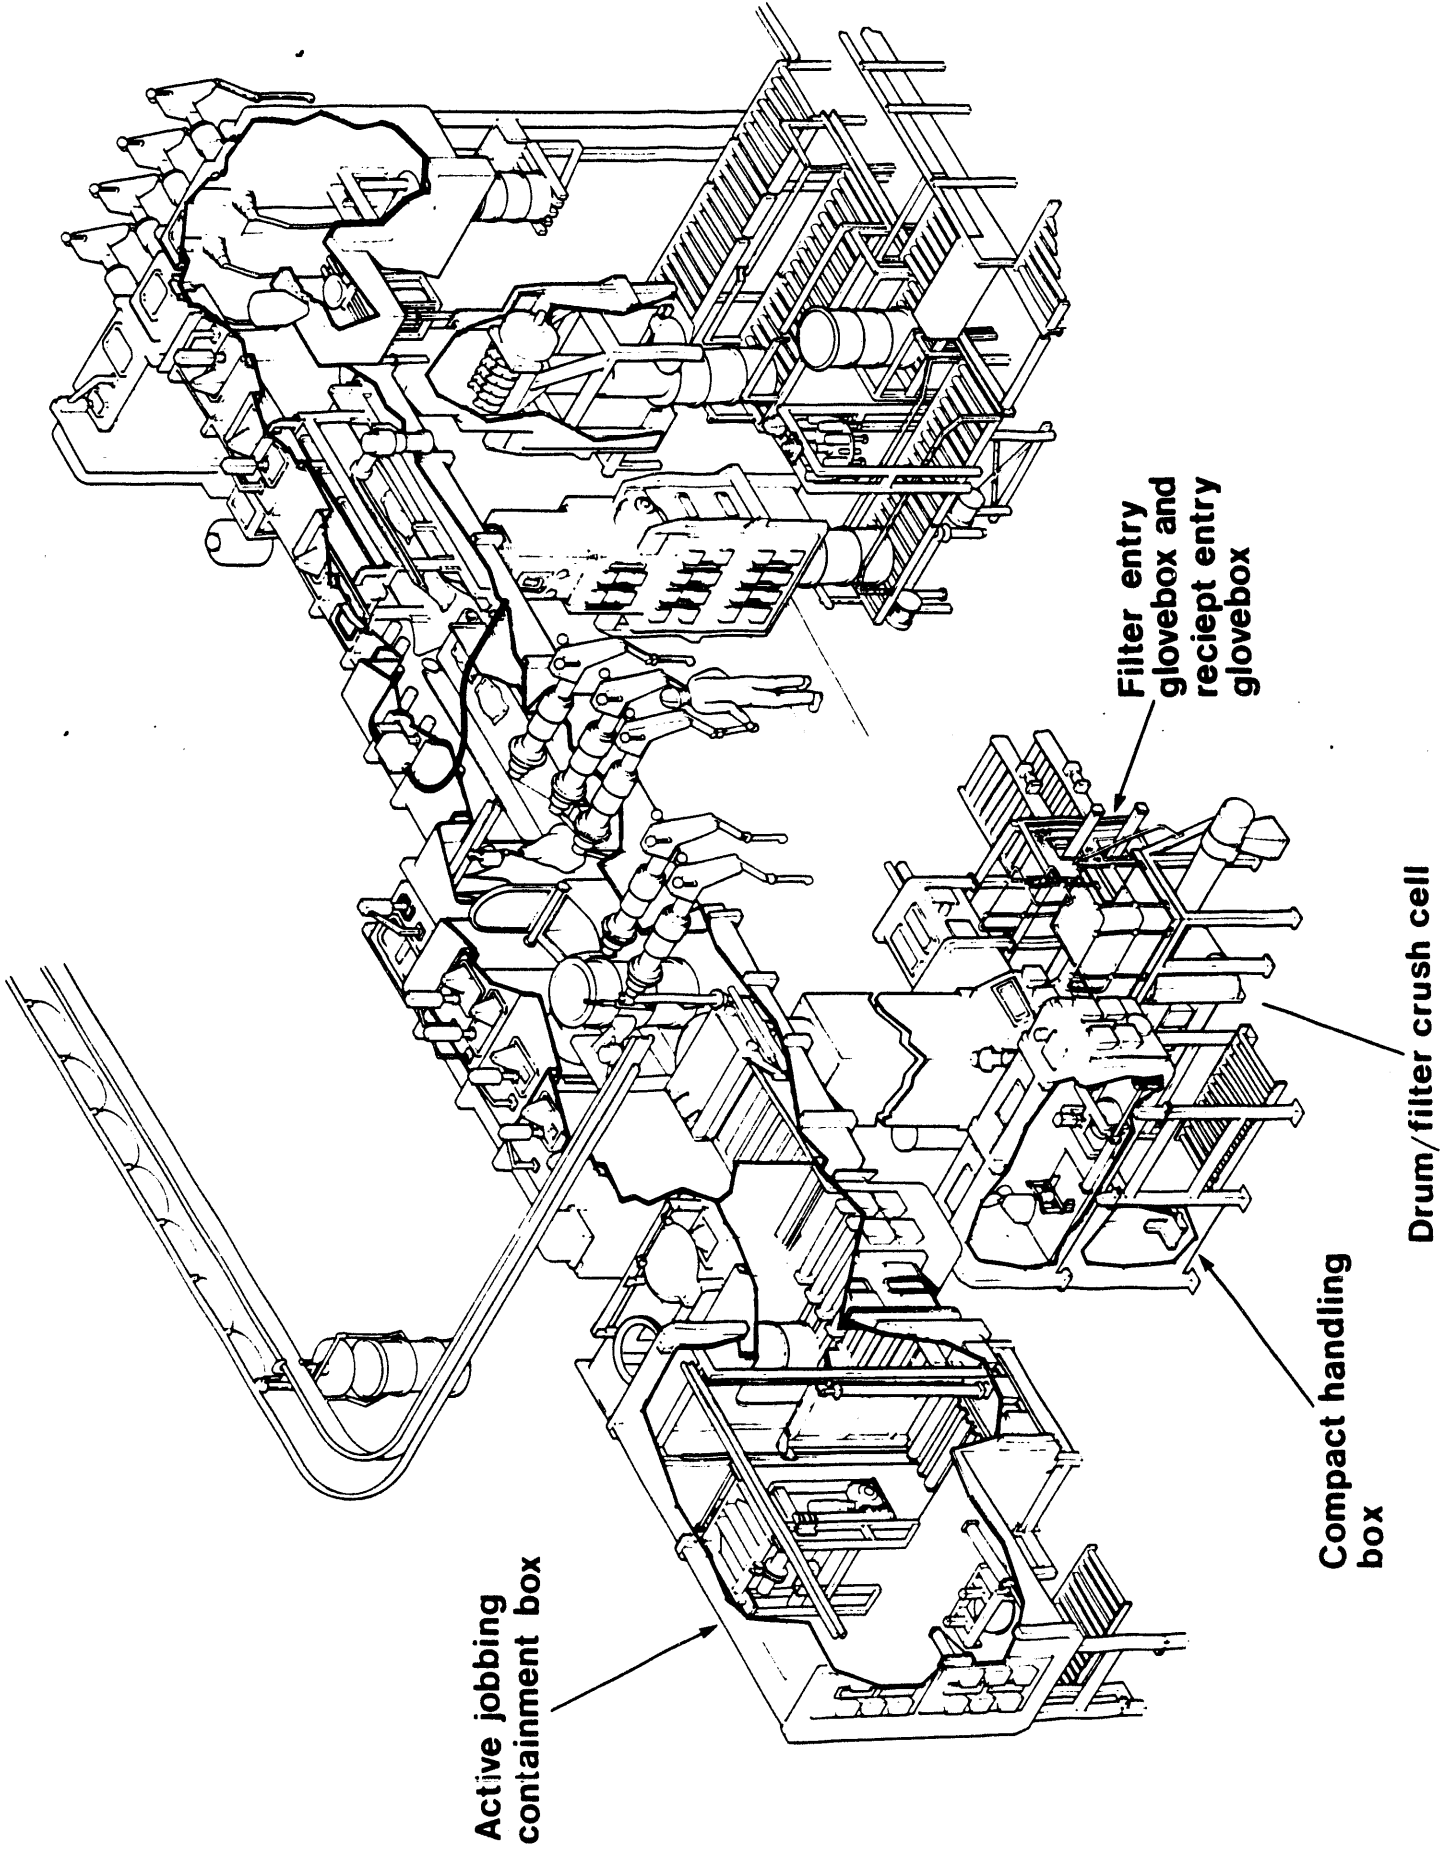 Active jobbing
containment box
Compact handling
box
Drum/filter crush cell
Filter entry
glovebox and
reciept entry
glovebox